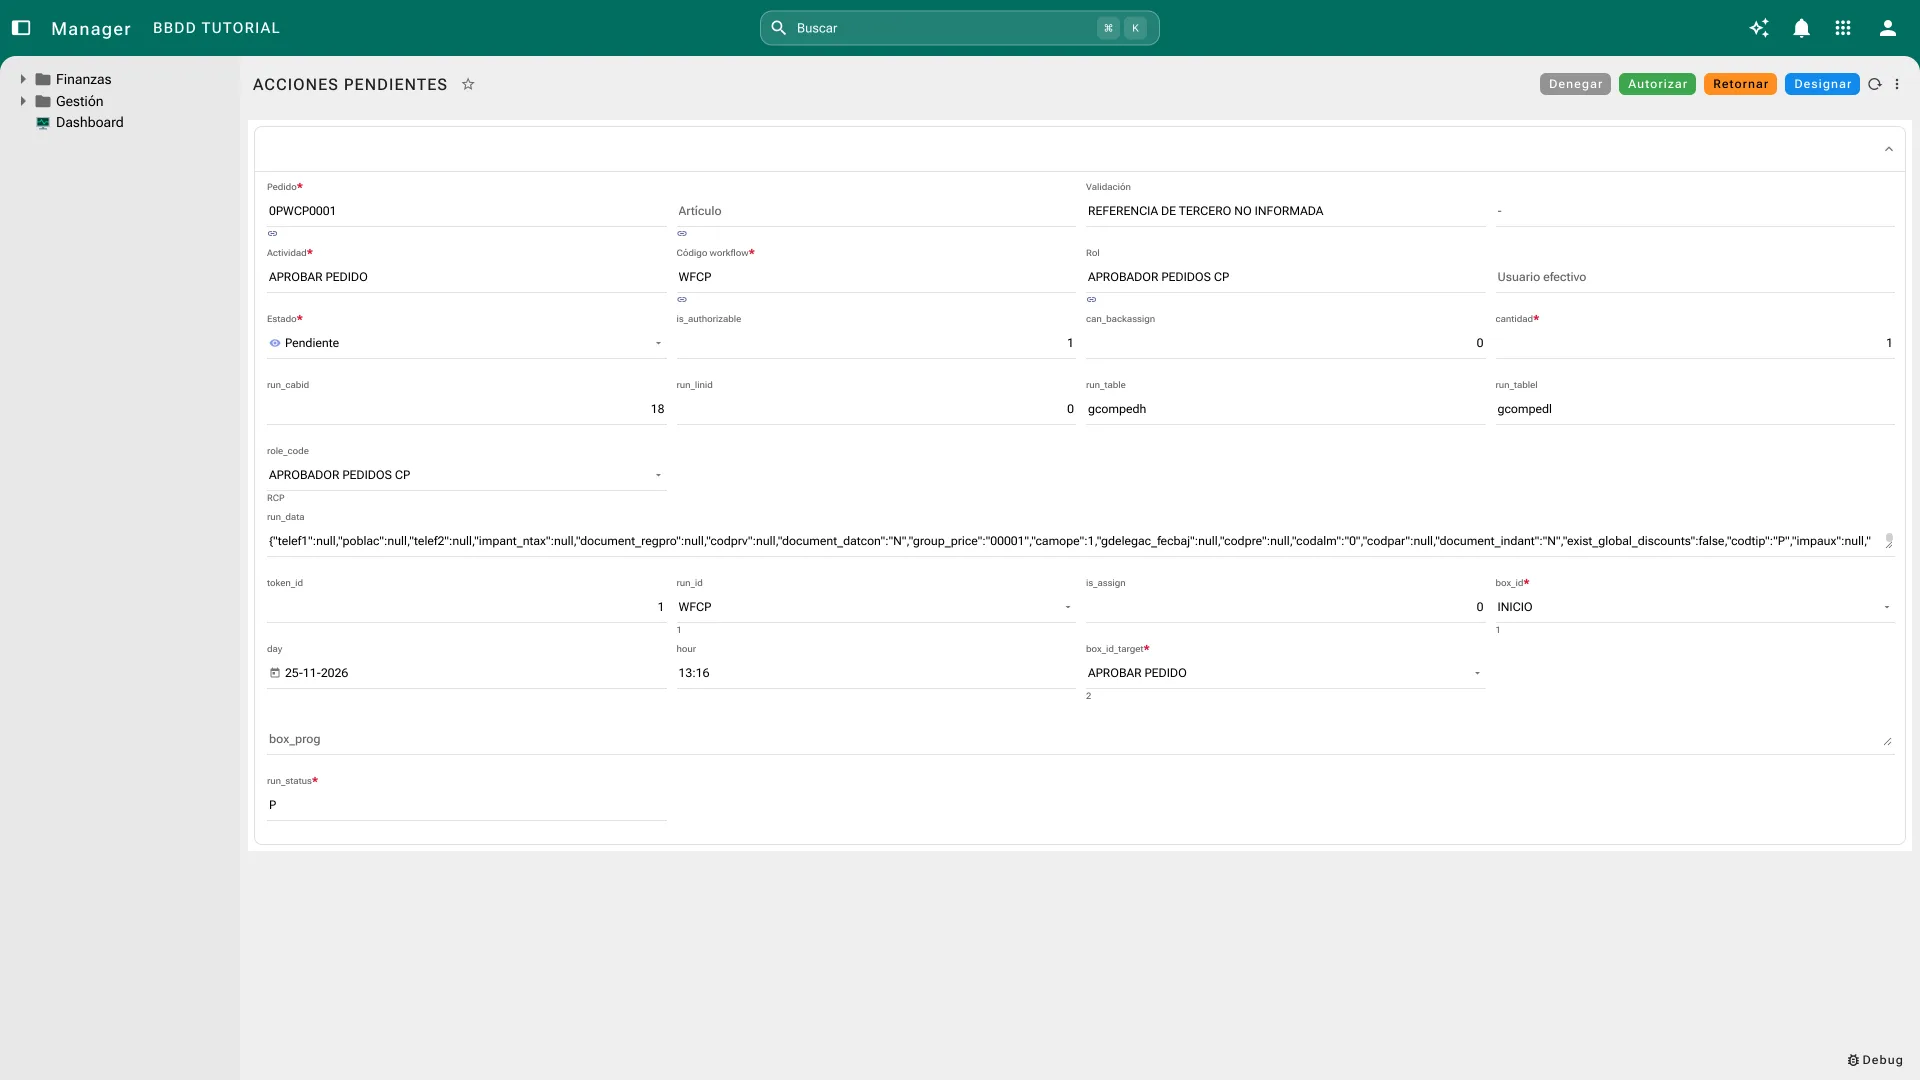 Manager
BBDD TUTORIAL
Buscar
⌘
K
Finanzas
Gestión
Dashboard
ACCIONES PENDIENTES
Denegar
Autorizar
Retornar
Designar
Pedido*
0PWCP0001
Artículo
Validación
REFERENCIA DE TERCERO NO INFORMADA
-
Actividad*
APROBAR PEDIDO
Código workflow*
WFCP
Rol
APROBADOR PEDIDOS CP
Usuario efectivo
Estado*
Pendiente
is_authorizable
1
can_backassign
0
cantidad*
1
run_cabid
18
run_linid
0
run_table
gcompedh
run_tablel
gcompedl
role_code
APROBADOR PEDIDOS CP
RCP
run_data
{"telef1":null,"poblac":null,"telef2":null,"impant_ntax":null,"document_regpro":null,"codprv":null,"document_datcon":"N","group_price":"00001","camope":1,"gdelegac_fecbaj":null,"codpre":null,"codalm":"0","codpar":null,"document_indant":"N","exist_global_discounts":false,"codtip":"P","impaux":null,"
token_id
1
run_id
WFCP
1
is_assign
0
box_id*
INICIO
1
day
25-11-2026
hour
13:16
box_id_target*
APROBAR PEDIDO
2
box_prog
run_status*
P
Debug